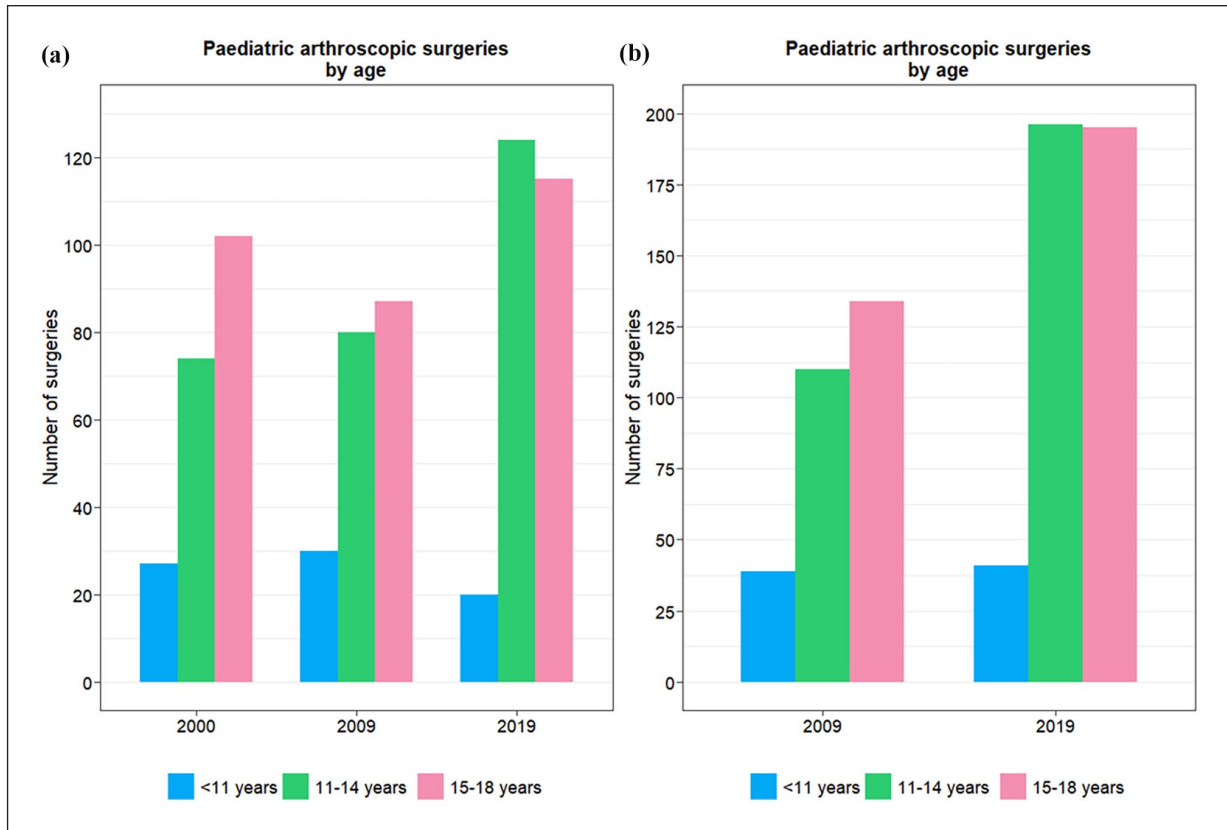 (a)
Paediatric arthroscopic surgeries
by age
Number of surgeries
120
100
80
60
40
20
0
2000 2009 2019
<11 years 11-14 years 15-18 years
(b)
Paediatric arthroscopic surgeries
by age
Number of surgeries
200
175
150
125
100
75
50
25
0
2009 2019
<11 years 11-14 years 15-18 years